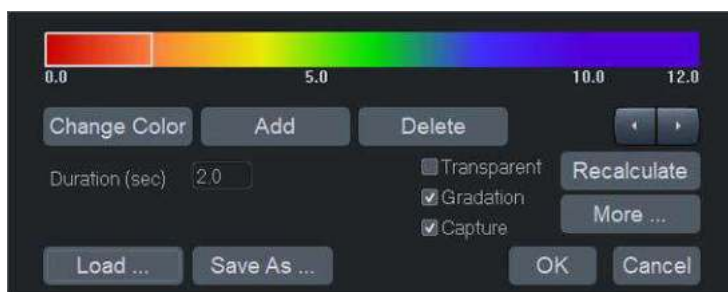 0.0 5.0 10.0 12.0
Change Color Add Delete
Duration (sec) 2.0
Transparent
Gradation
Capture
Recalculate
More ...
Load ... Save As ... OK Cancel